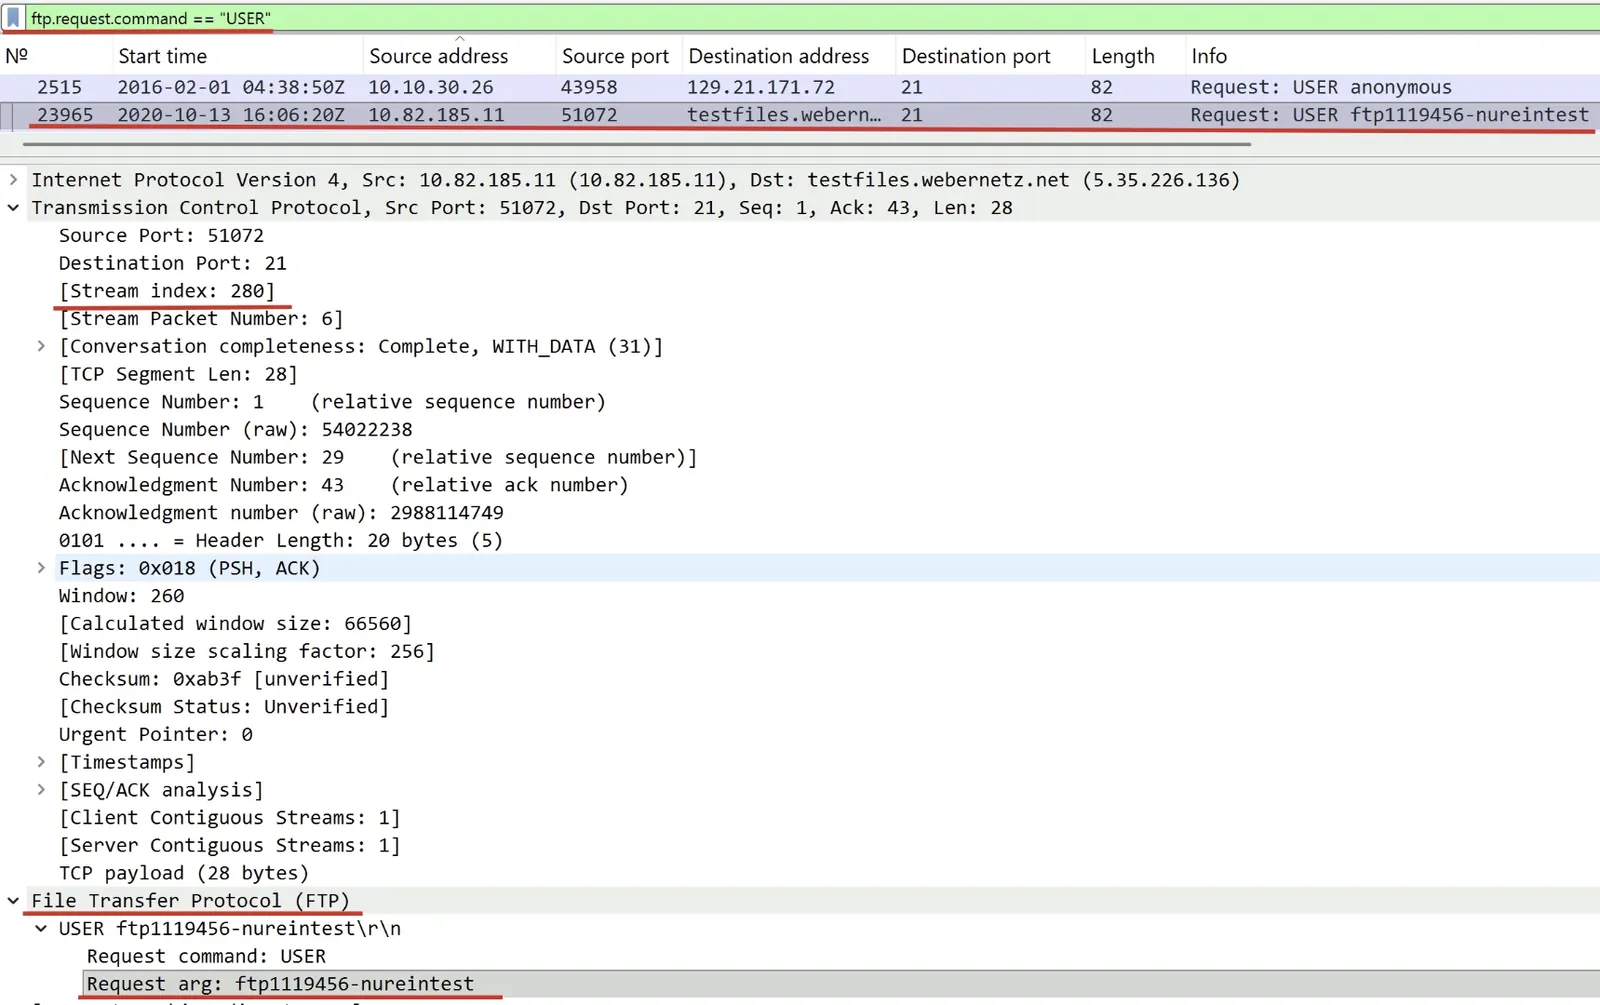 ftp.request.command == "USER"
№ Start time Source address Source port Destination address Destination port Length Info
2515 2016-02-01 04:38:50Z 10.10.30.26 43958 129.21.171.72 21 82 Request: USER anonymous
23965 2020-10-13 16:06:20Z 10.82.185.11 51072 testfiles.webern… 21 82 Request: USER ftp1119456-nureintest
Internet Protocol Version 4, Src: 10.82.185.11 (10.82.185.11), Dst: testfiles.webernetz.net (5.35.226.136)
Transmission Control Protocol, Src Port: 51072, Dst Port: 21, Seq: 1, Ack: 43, Len: 28
Source Port: 51072
Destination Port: 21
[Stream index: 280]
[Stream Packet Number: 6]
[Conversation completeness: Complete, WITH_DATA (31)]
[TCP Segment Len: 28]
Sequence Number: 1    (relative sequence number)
Sequence Number (raw): 54022238
[Next Sequence Number: 29    (relative sequence number)]
Acknowledgment Number: 43    (relative ack number)
Acknowledgment number (raw): 2988114749
0101 .... = Header Length: 20 bytes (5)
Flags: 0x018 (PSH, ACK)
Window: 260
[Calculated window size: 66560]
[Window size scaling factor: 256]
Checksum: 0xab3f [unverified]
[Checksum Status: Unverified]
Urgent Pointer: 0
[Timestamps]
[SEQ/ACK analysis]
[Client Contiguous Streams: 1]
[Server Contiguous Streams: 1]
TCP payload (28 bytes)
File Transfer Protocol (FTP)
USER ftp1119456-nureintest\r\n
Request command: USER
Request arg: ftp1119456-nureintest